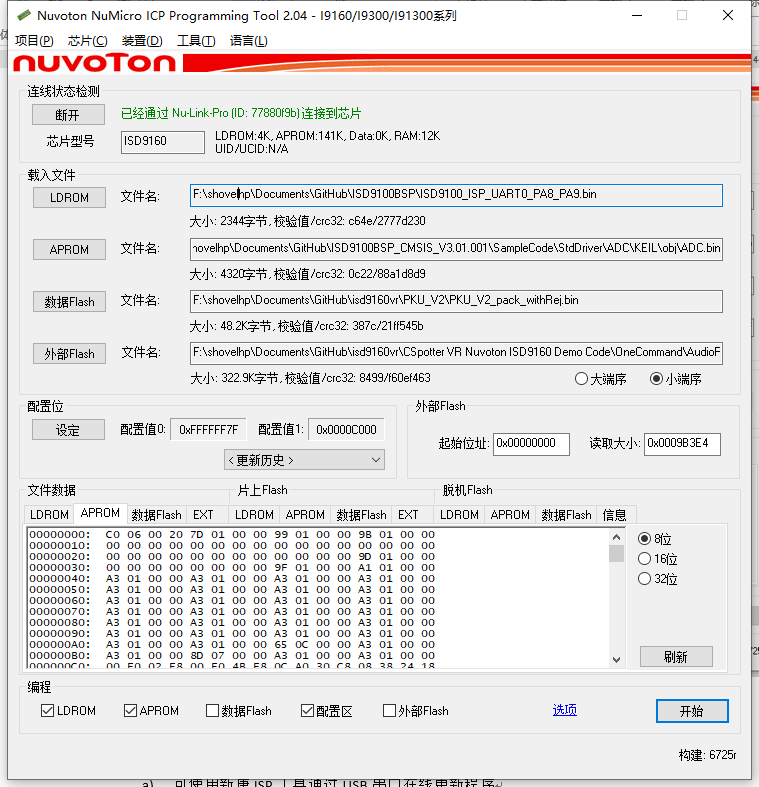 Nuvoton NuMicro ICP Programming Tool 2.04 - I9160/I9300/I91300系列
项目(P) 芯片(C) 装置(D) 工具(T) 语言(L)
nuvoTon
连线状态检测
断开 已经通过 Nu-Link-Pro (ID: 77880f9b) 连接到芯片
芯片型号 ISD9160 LDROM:4K, APROM:141K, Data:0K, RAM:12K
UID/UCID:N/A
载入文件
LDROM 文件名: F:\shovelhp\Documents\GitHub\ISD9100BSP\ISD9100_ISP_UART0_PA8_PA9.bin
大小: 2344字节, 校验值/crc32: c64e/2777d230
APROM 文件名: hovelhp\Documents\GitHub\ISD9100BSP_CMSIS_V3.01.001\SampleCode\StdDriver\ADC\KEIL\obj\ADC.bin
大小: 4320字节, 校验值/crc32: 0c22/88a1d8d9
数据Flash 文件名: F:\shovelhp\Documents\GitHub\isd9160vr\PKU_V2\PKU_V2_pack_withRej.bin
大小: 48.2K字节, 校验值/crc32: 387c/21ff545b
外部Flash 文件名: F:\shovelhp\Documents\GitHub\isd9160vr\CSpotter VR Nuvoton ISD9160 Demo Code\OneCommand\AudioF
大小: 322.9K字节, 校验值/crc32: 8499/f60ef463 大端序 小端序
配置位 外部Flash
设定 配置值0: 0xFFFFFF7F 配置值1: 0x0000C000 起始位址: 0x00000000 读取大小: 0x0009B3E4
<更新历史>
文件数据 片上Flash 脱机Flash
LDROM APROM 数据Flash EXT LDROM APROM 数据Flash EXT LDROM APROM 数据Flash 信息
00000000: C0 06 00 20 7D 01 00 00 99 01 00 00 9B 01 00 00
00000010: 00 00 00 00 00 00 00 00 00 00 00 00 00 00 00 00
00000020: 00 00 00 00 00 00 00 00 00 00 00 00 9D 01 00 00
00000030: 00 00 00 00 00 00 00 00 9F 01 00 00 A1 01 00 00
00000040: A3 01 00 00 A3 01 00 00 A3 01 00 00 A3 01 00 00
00000050: A3 01 00 00 A3 01 00 00 A3 01 00 00 A3 01 00 00
00000060: A3 01 00 00 A3 01 00 00 A3 01 00 00 A3 01 00 00
00000070: A3 01 00 00 A3 01 00 00 A3 01 00 00 A3 01 00 00
00000080: A3 01 00 00 A3 01 00 00 A3 01 00 00 A3 01 00 00
00000090: A3 01 00 00 A3 01 00 00 A3 01 00 00 A3 01 00 00
000000A0: A3 01 00 00 A3 01 00 00 65 0C 00 00 A3 01 00 00
000000B0: A3 01 00 00 8D 07 00 00 A3 01 00 00 A3 01 00 00
000000C0: 00 F0 02 F8 00 F0 4B F8 0C A0 30 C8 08 38 24 18
8位
16位
32位
刷新
编程
LDROM APROM 数据Flash 配置区 外部Flash 选项 开始
构建: 6725r
a) 可使用新唐 ISP 工具通过 USB 串口在线更新程序